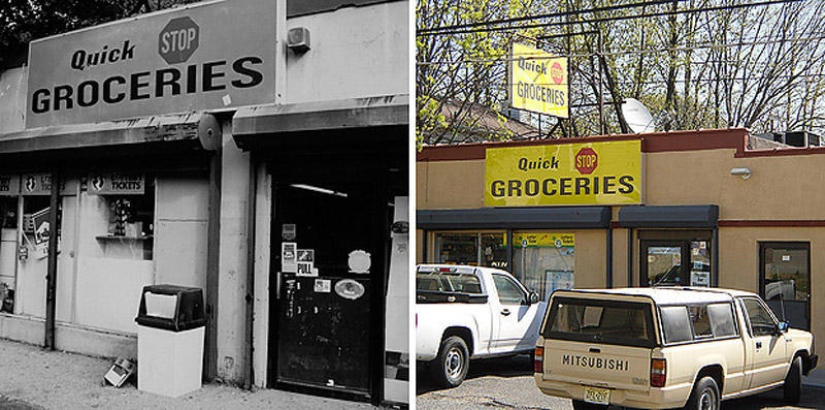 Quick STOP
GROCERIES
TICKETS
PULL
Quick STOP
GROCERIES
Quick STOP
GROCERIES
MITSUBISHI